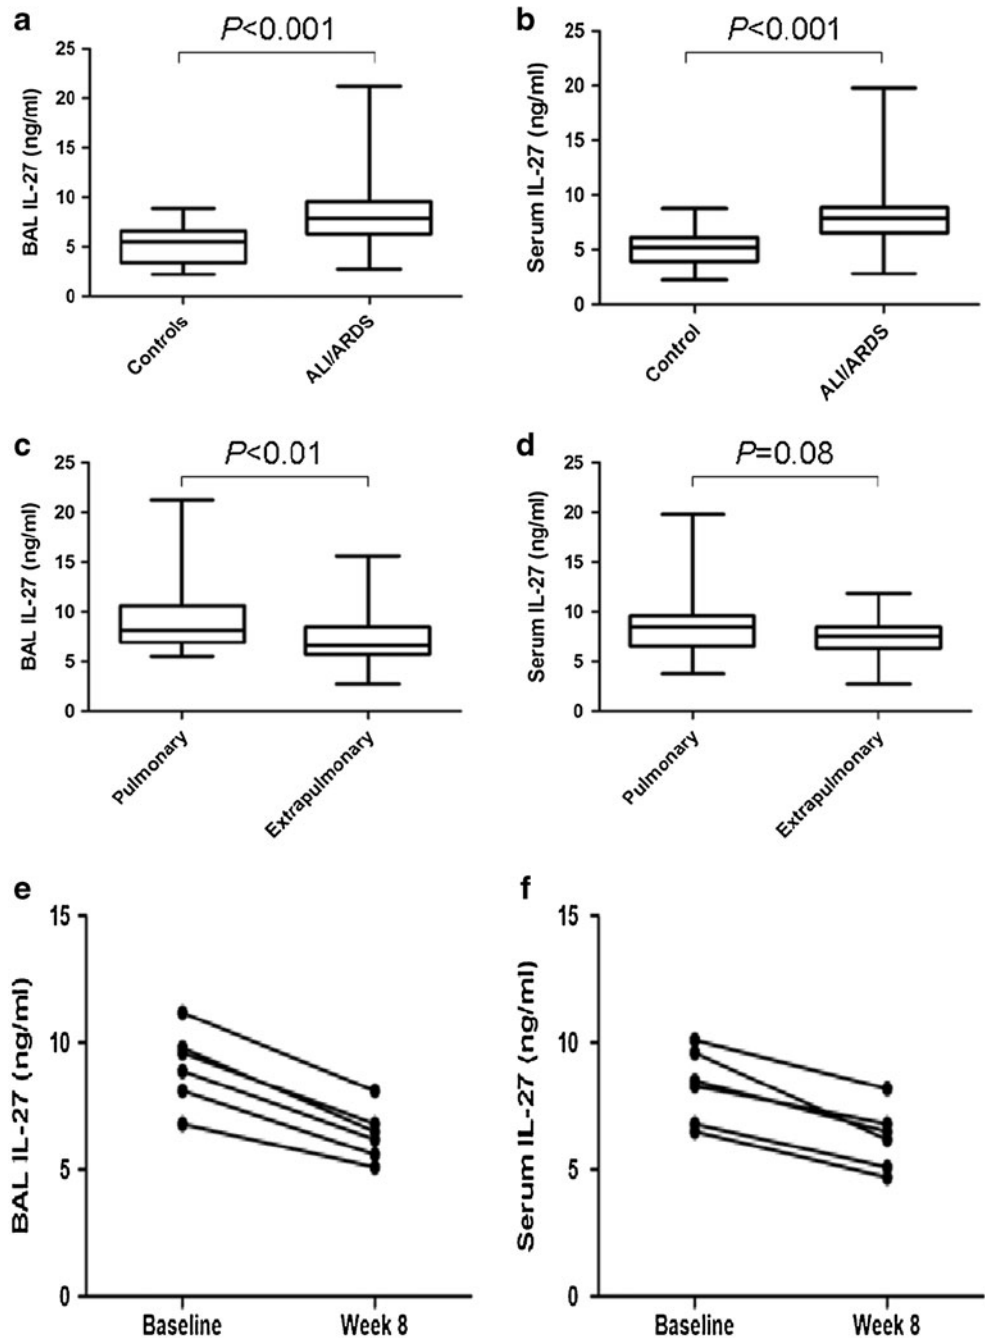 a
P<0.001
BAL IL-27 (ng/ml)
25
20
15
10
5
0
Controls
ALI/ARDS
b
P<0.001
Serum IL-27 (ng/ml)
25
20
15
10
5
0
Control
ALI/ARDS
c
P<0.01
BAL IL-27 (ng/ml)
25
20
15
10
5
0
Pulmonary
Extrapulmonary
d
P=0.08
Serum IL-27 (ng/ml)
25
20
15
10
5
0
Pulmonary
Extrapulmonary
e
BAL IL-27 (ng/ml)
15
10
5
0
Baseline
Week 8
f
Serum IL-27 (ng/ml)
15
10
5
0
Baseline
Week 8